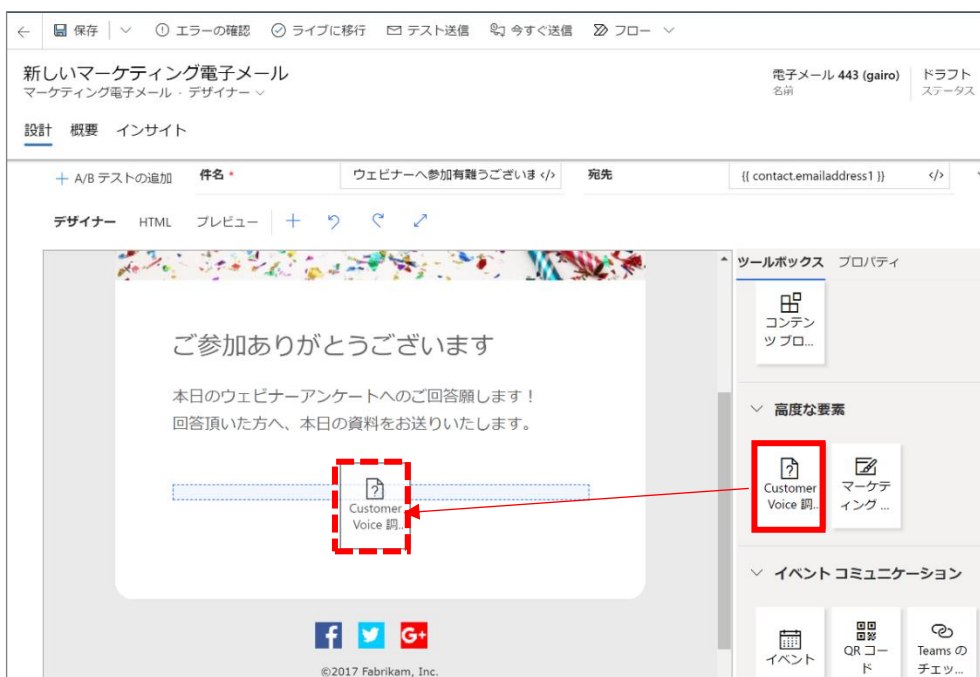 保存 エラーの確認 ライブに移行 テスト送信 今すぐ送信 フロー
新しいマーケティング電子メール
マーケティング電子メール · デザイナー
電子メール 443 (gairo)
名前
ドラフト
ステータス
設計 概要 インサイト
+ A/B テストの追加 件名 * ウェビナーへ参加有難うございま </> 宛先 {{ contact.emailaddress1 }} </>
デザイナー HTML プレビュー
ツールボックス プロパティ
コンテン
ツ ブロ...
ご参加ありがとうございます
本日のウェビナーアンケートへのご回答願します！
回答頂いた方へ、本日の資料をお送りいたします。
高度な要素
Customer
Voice 調..
マーケテ
ィング ...
Customer
Voice 調..
イベント コミュニケーション
イベント
QR コー
ド
Teams の
チェッ...
f G+
©2017 Fabrikam, Inc.